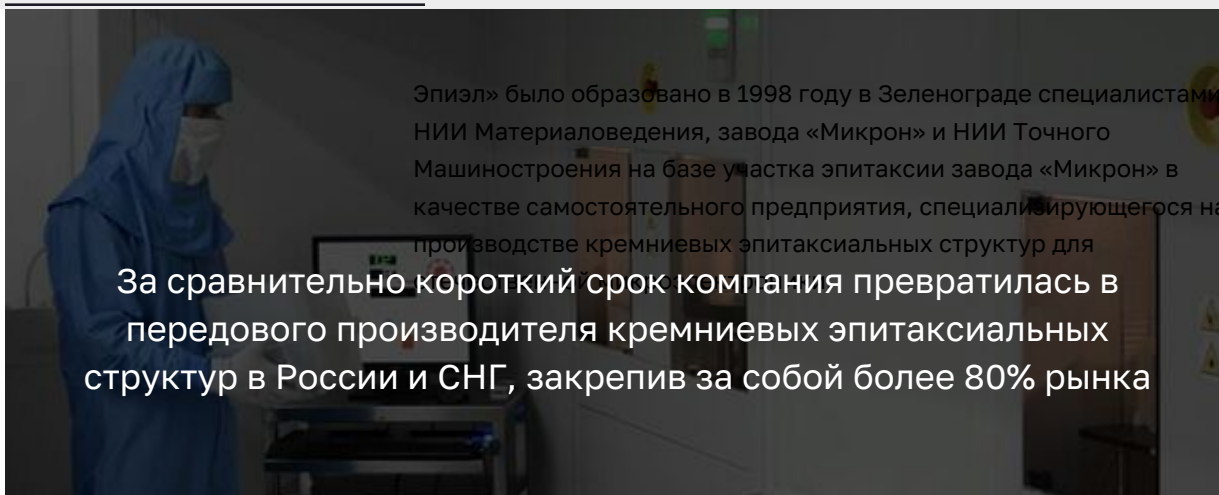 Эпиэл» было образовано в 1998 году в Зеленограде специалистами
НИИ Материаловедения, завода «Микрон» и НИИ Точного
Машиностроения на базе участка эпитаксии завода «Микрон» в
качестве самостоятельного предприятия, специализирующегося на
производстве кремниевых эпитаксиальных структур для
За сравнительно короткий срок компания превратилась в
передового производителя кремниевых эпитаксиальных
структур в России и СНГ, закрепив за собой более 80% рынка